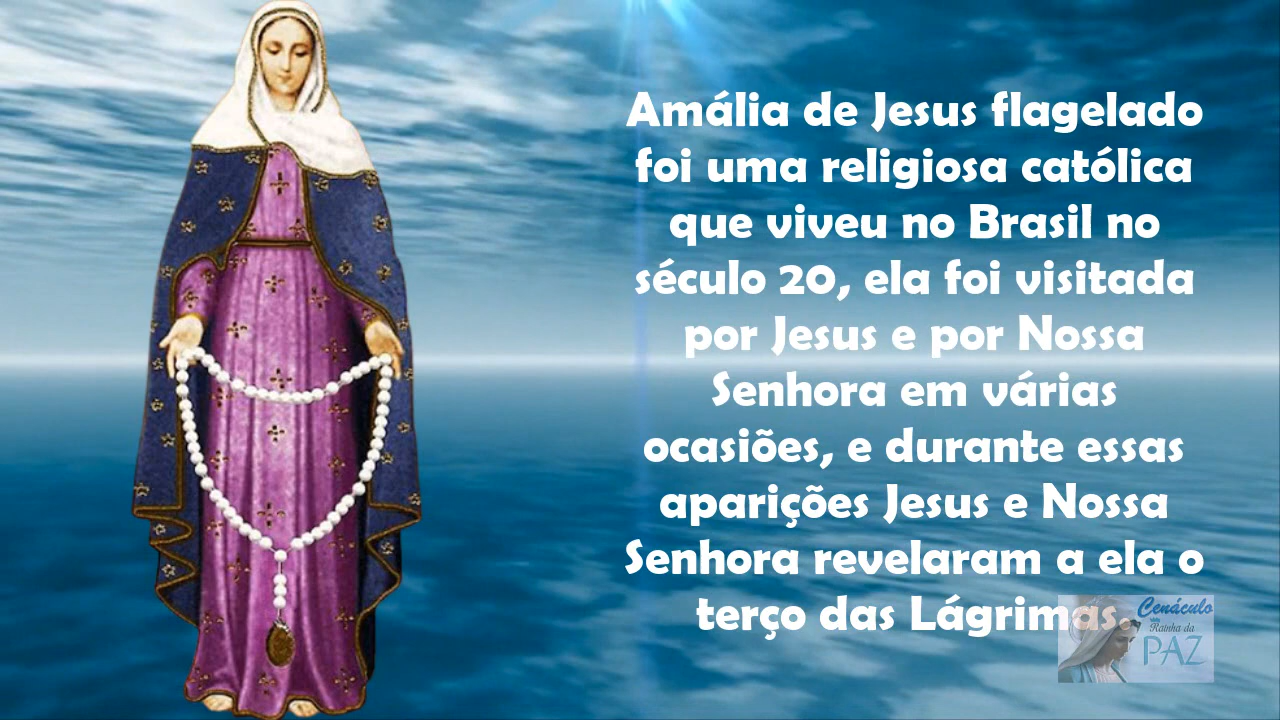 Amália de Jesus flagelado
foi uma religiosa católica
que viveu no Brasil no
século 20, ela foi visitada
por Jesus e por Nossa
Senhora em várias
ocasiões, e durante essas
aparições Jesus e Nossa
Senhora revelaram a ela o
terço das Lágrimas.
Cenáculo
Rainha da
PAZ